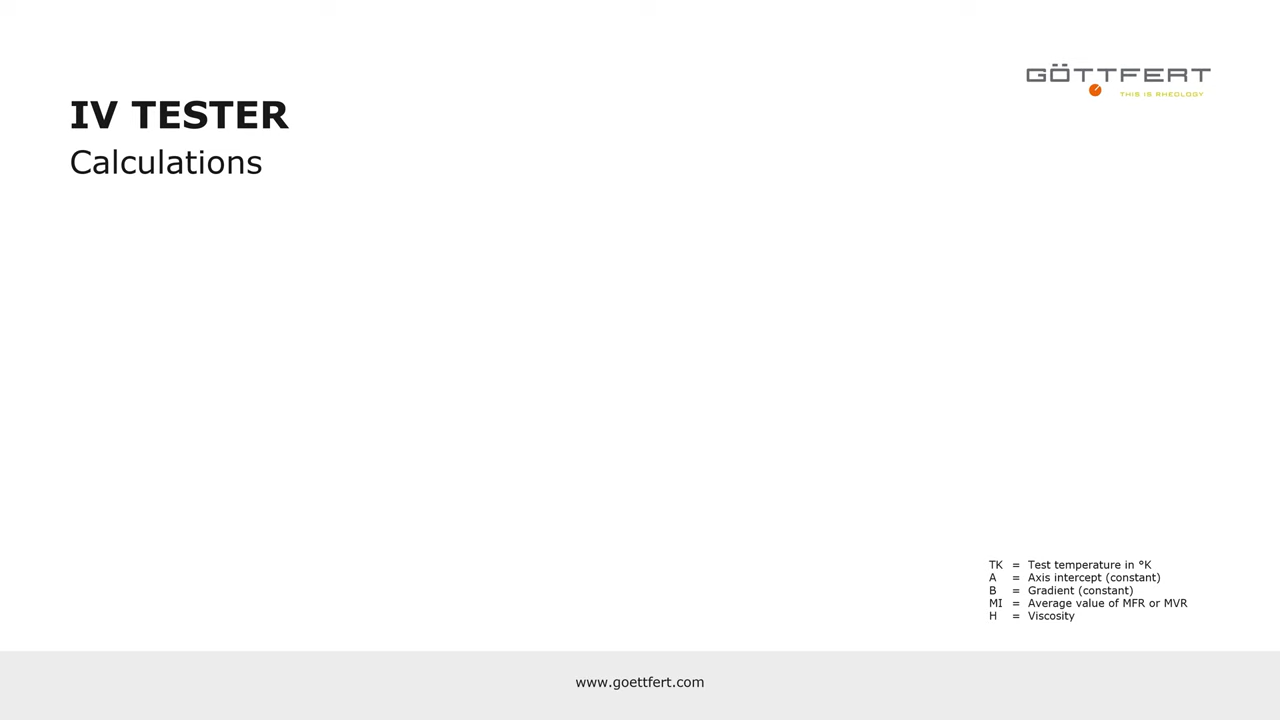 GÖTTFERT
THIS IS RHEOLOGY
IV TESTER
Calculations
TK = Test temperature in °K
A = Axis intercept (constant)
B = Gradient (constant)
MI = Average value of MFR or MVR
H = Viscosity
www.goettfert.com